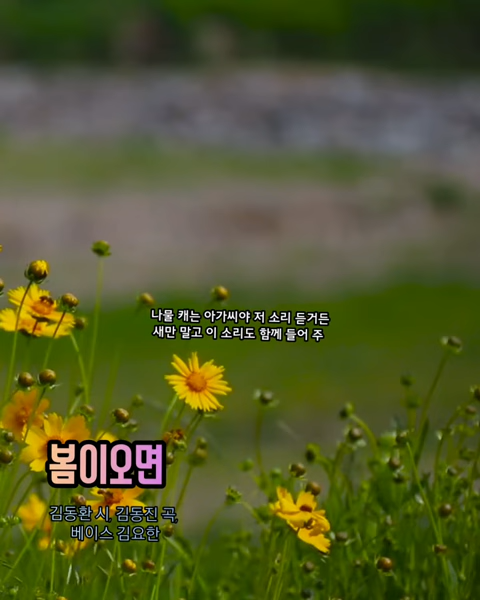 나물 캐는 아가씨야 저 소리 듣거든
새만 말고 이 소리도 함께 들어 주
봄이오면
김동환 시, 김동진 곡,
베이스 김요한